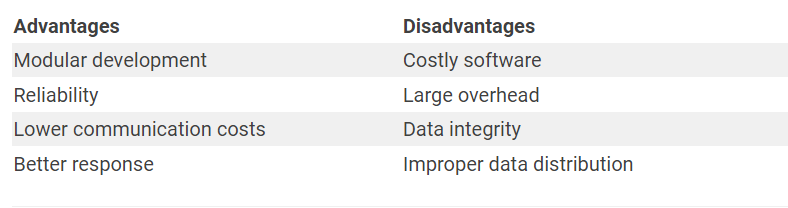 Advantages Disadvantages
Modular development Costly software
Reliability Large overhead
Lower communication costs Data integrity
Better response Improper data distribution